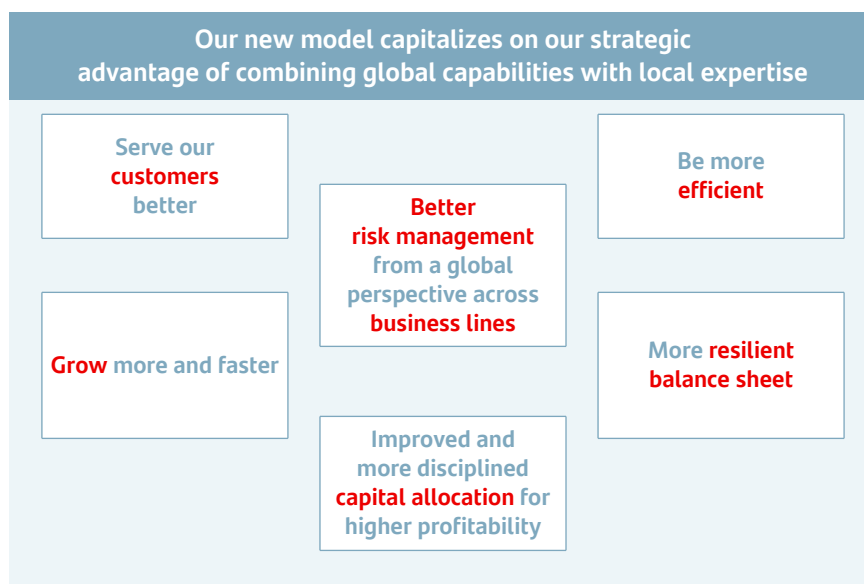 Our new model capitalizes on our strategic
advantage of combining global capabilities with local expertise
Serve our
customers
better
Grow more and faster
Better
risk management
from a global
perspective across
business lines
Improved and
more disciplined
capital allocation for
higher profitability
Be more
efficient
More resilient
balance sheet